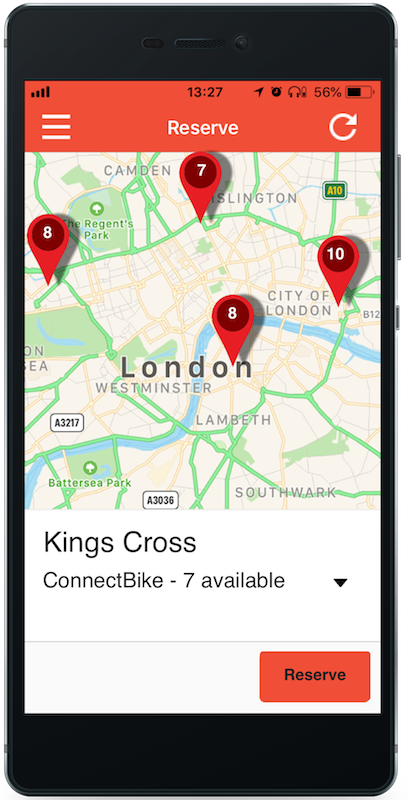 13:27
56%
Reserve
CAMDEN
7
ISLINGTON
A10
The Regent's
Park
8
10
CITY OF
LONDON
8
B12
ON
SEA
London
WESTMINSTER
A3217
LAMBETH
Battersea Park
A3036
SOUTHWARK
Kings Cross
ConnectBike - 7 available
Reserve